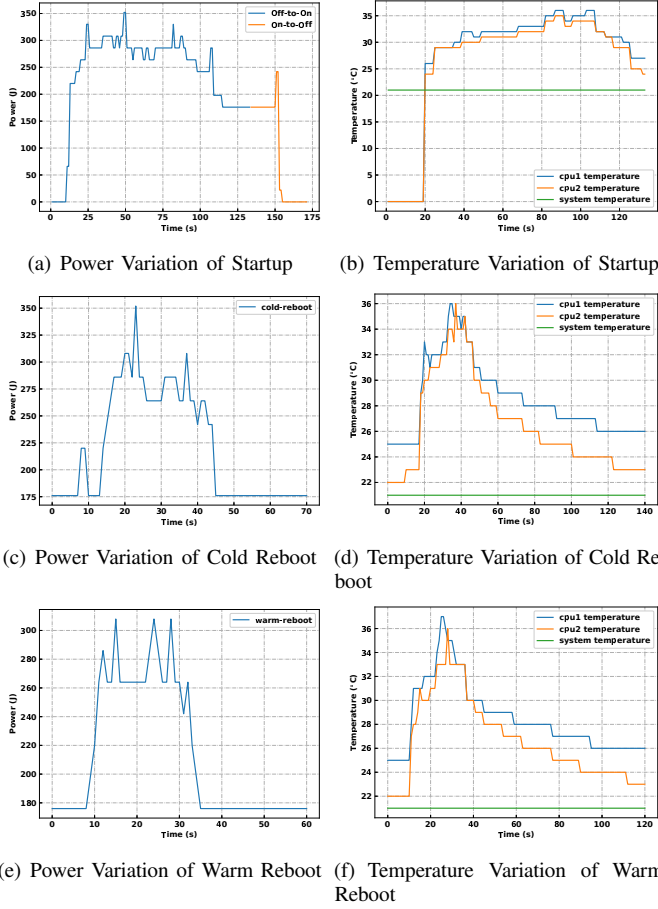 Off-to-On
On-to-Off
350
300
250
200
150
100
50
0
Power (J)
0 25 50 75 100 125 150 175
Time (s)
(a) Power Variation of Startup
35
30
25
20
15
10
5
0
Temperature (°C)
cpu1 temperature
cpu2 temperature
system temperature
0 20 40 60 80 100 120
Time (s)
(b) Temperature Variation of Startup
cold-reboot
350
325
300
275
250
225
200
175
Power (J)
0 10 20 30 40 50 60 70
Time (s)
(c) Power Variation of Cold Reboot
cpu1 temperature
cpu2 temperature
system temperature
36
34
32
30
28
26
24
22
Temperature (°C)
0 20 40 60 80 100 120 140
Time (s)
(d) Temperature Variation of Cold Re
boot
warm-reboot
300
280
260
240
220
200
180
Power (J)
0 10 20 30 40 50 60
Time (s)
(e) Power Variation of Warm Reboot
cpu1 temperature
cpu2 temperature
system temperature
36
34
32
30
28
26
24
22
Temperature (°C)
0 20 40 60 80 100 120
Time (s)
(f) Temperature Variation of Warm
Reboot